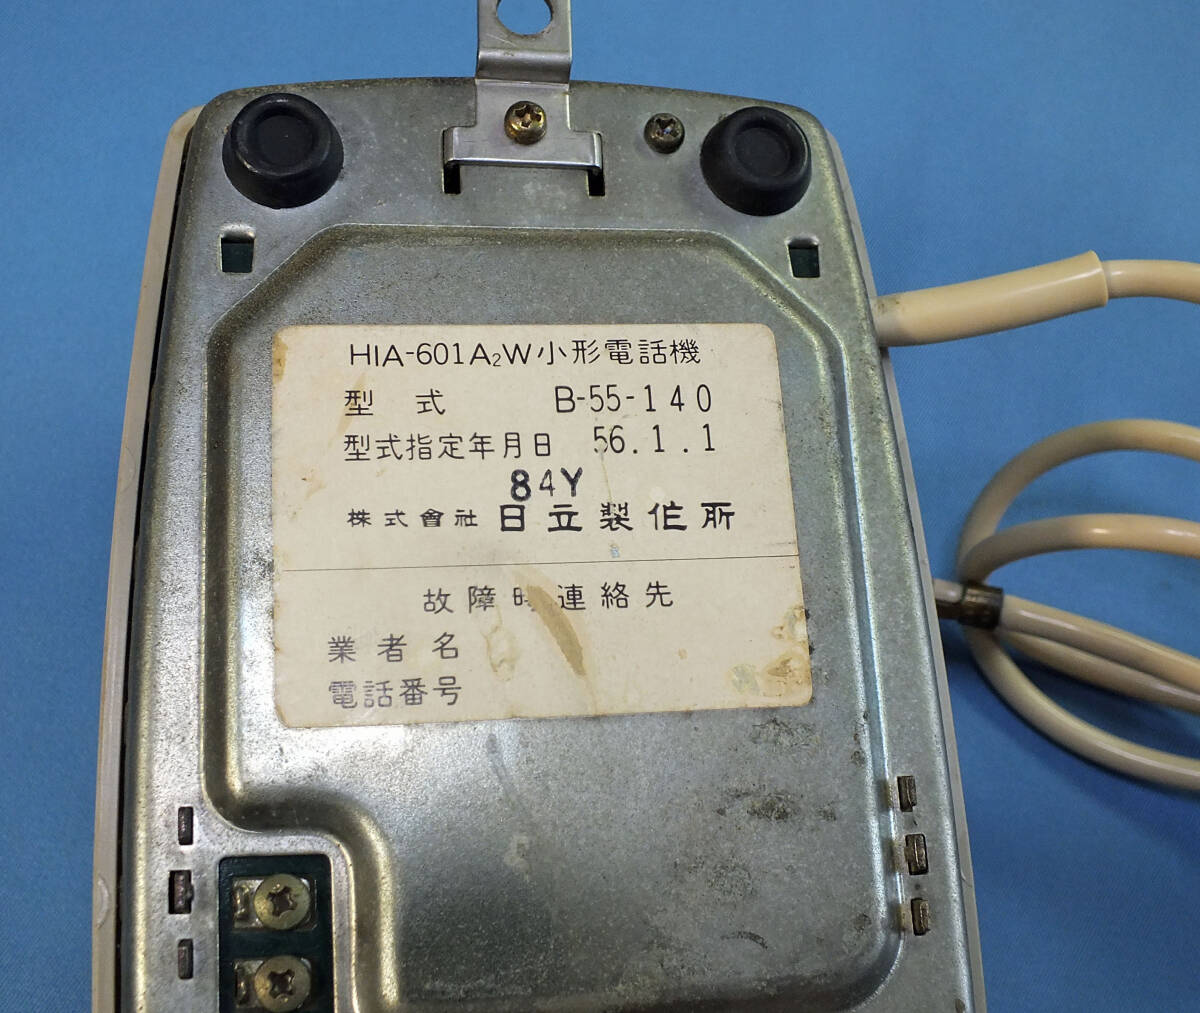 HIA-601A₂W小形電話機
型式 B-55-140
型式指定年月日 56.1.1
84Y
株式會社 日立製作所
故障時連絡先
業者名
電話番号